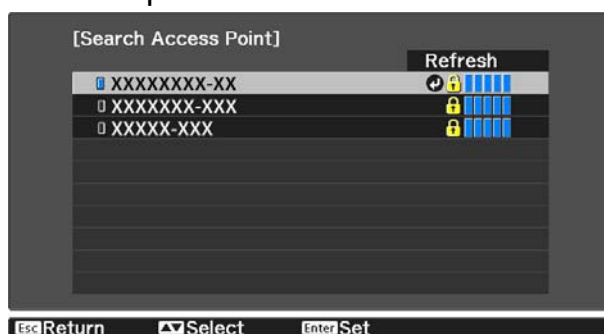 [Search Access Point]
Refresh
XXXXXXXX-XX
XXXXXXX-XXX
XXXXX-XXX
Esc Return Select Enter Set